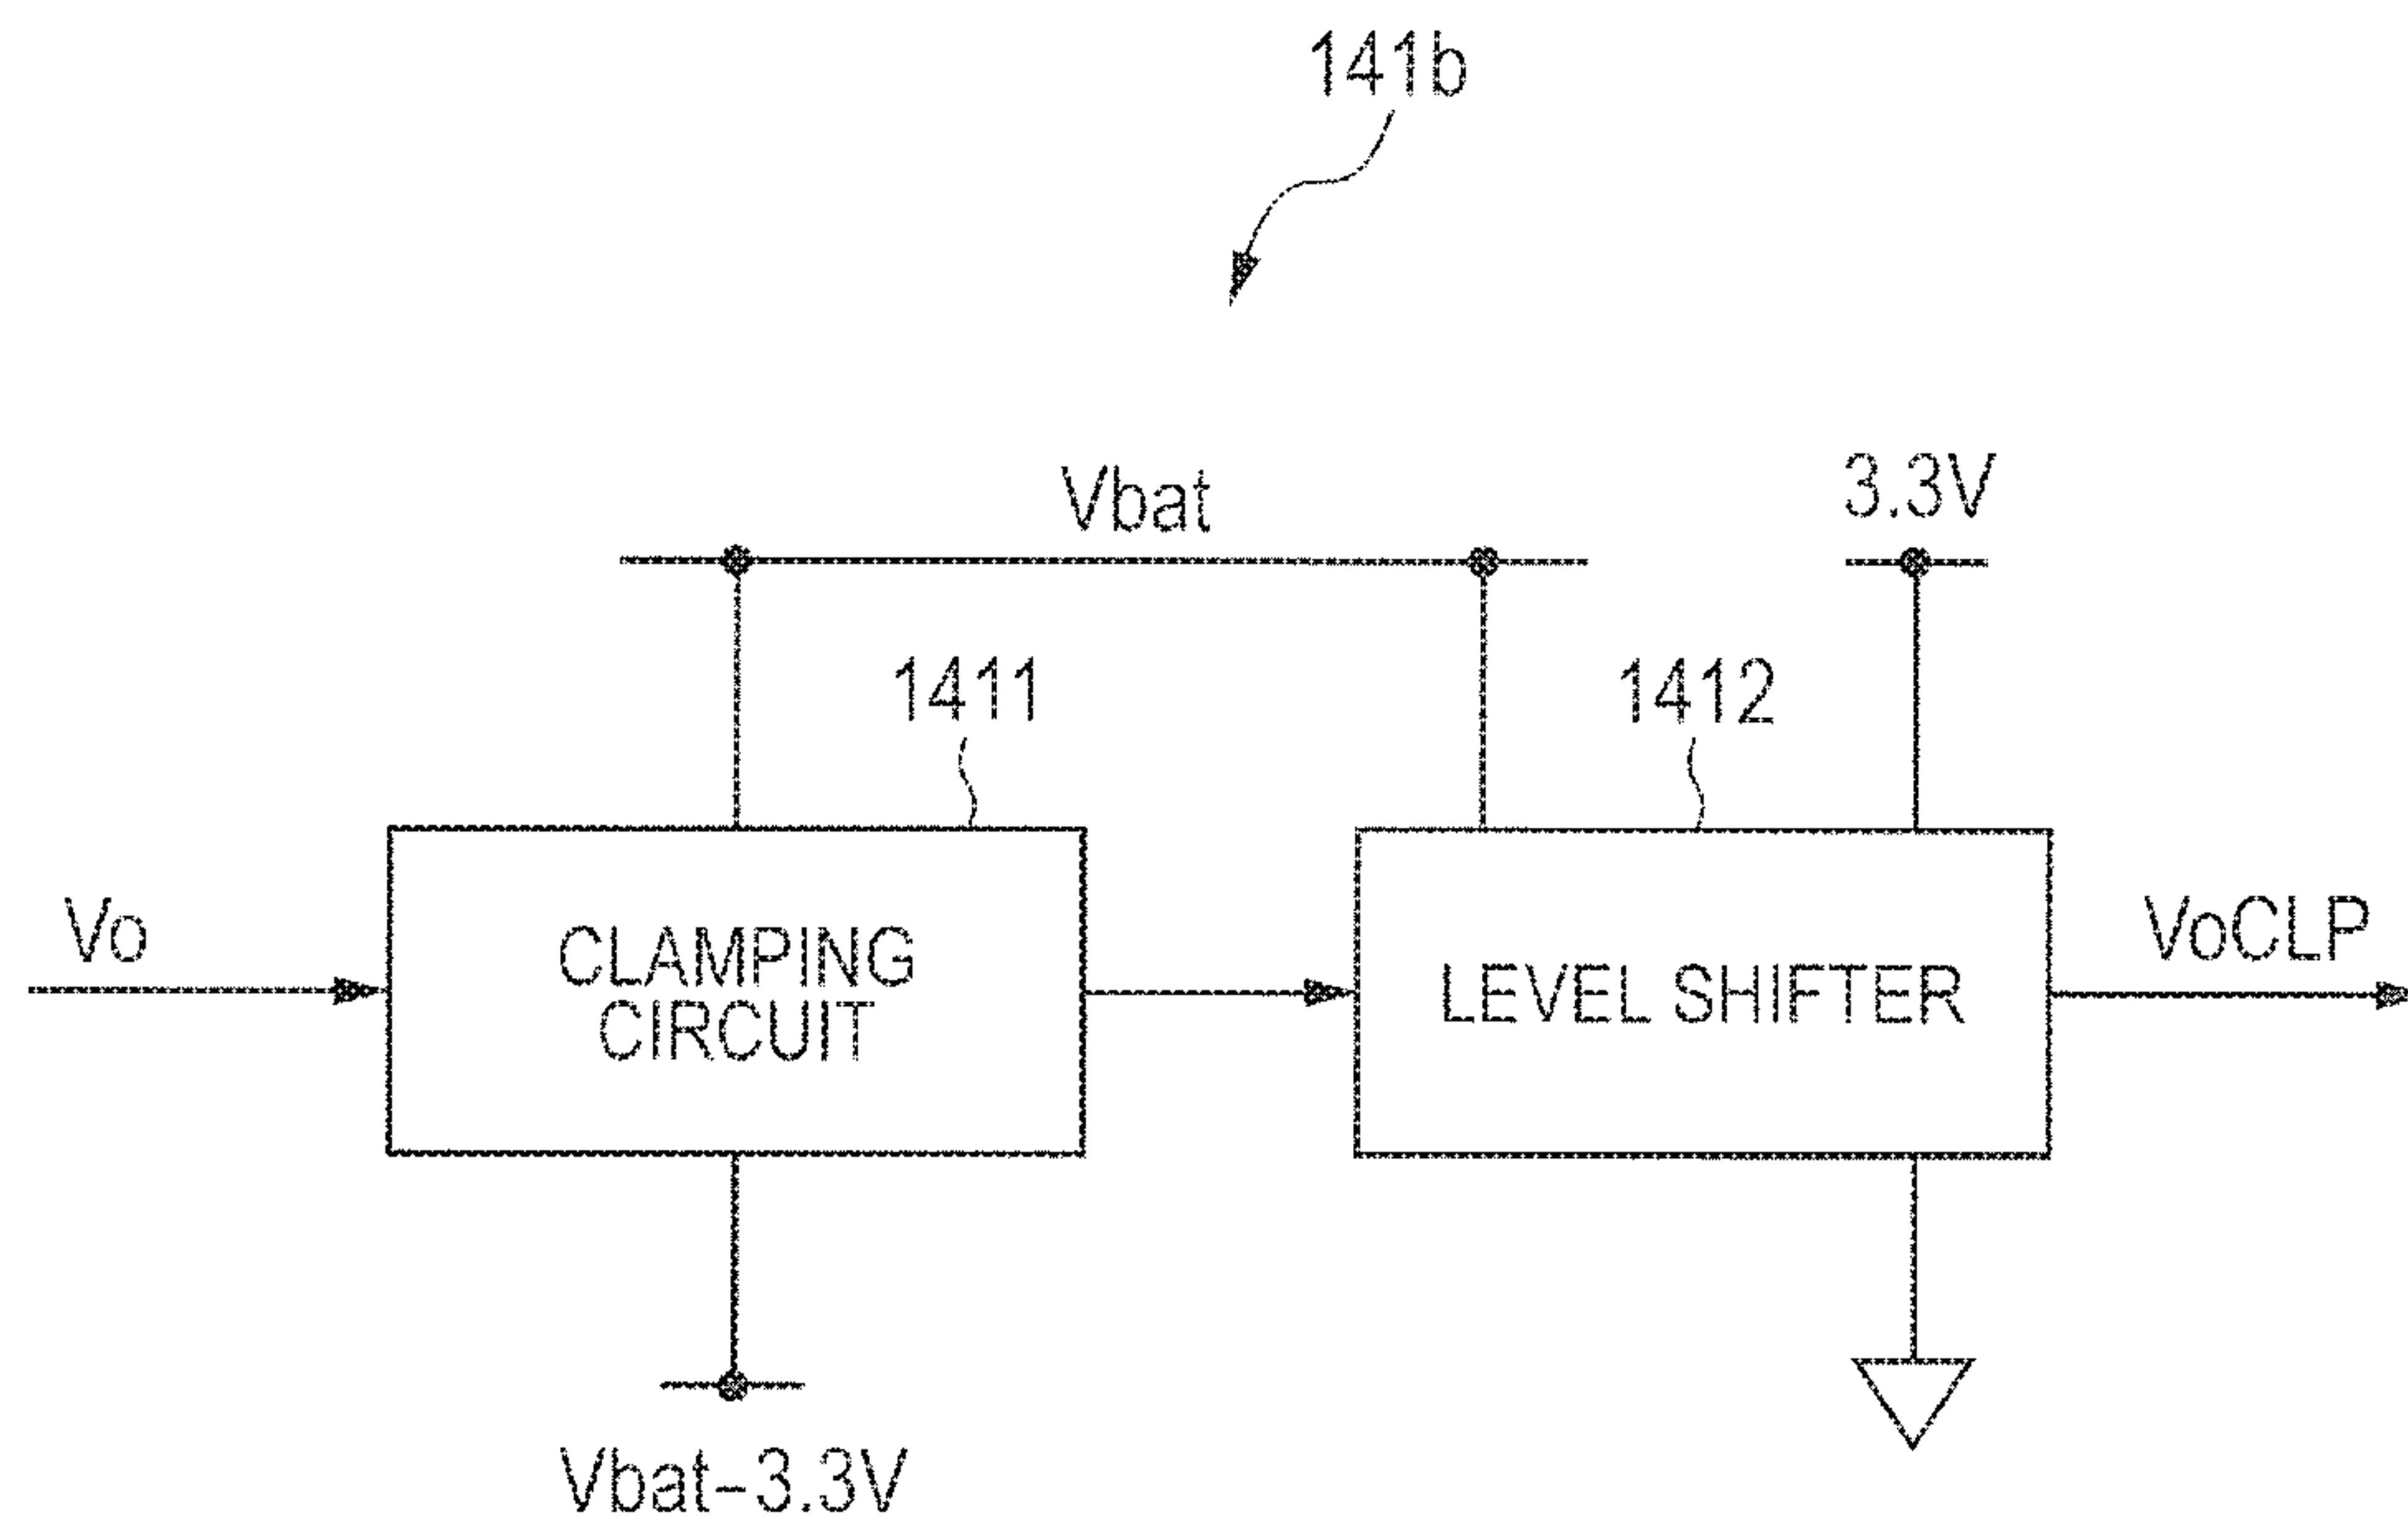 141b
Vbat
3.3V
1411
1412
Vo
CLAMPING
CIRCUIT
LEVEL SHIFTER
VoCLP
Vbat-3.3V